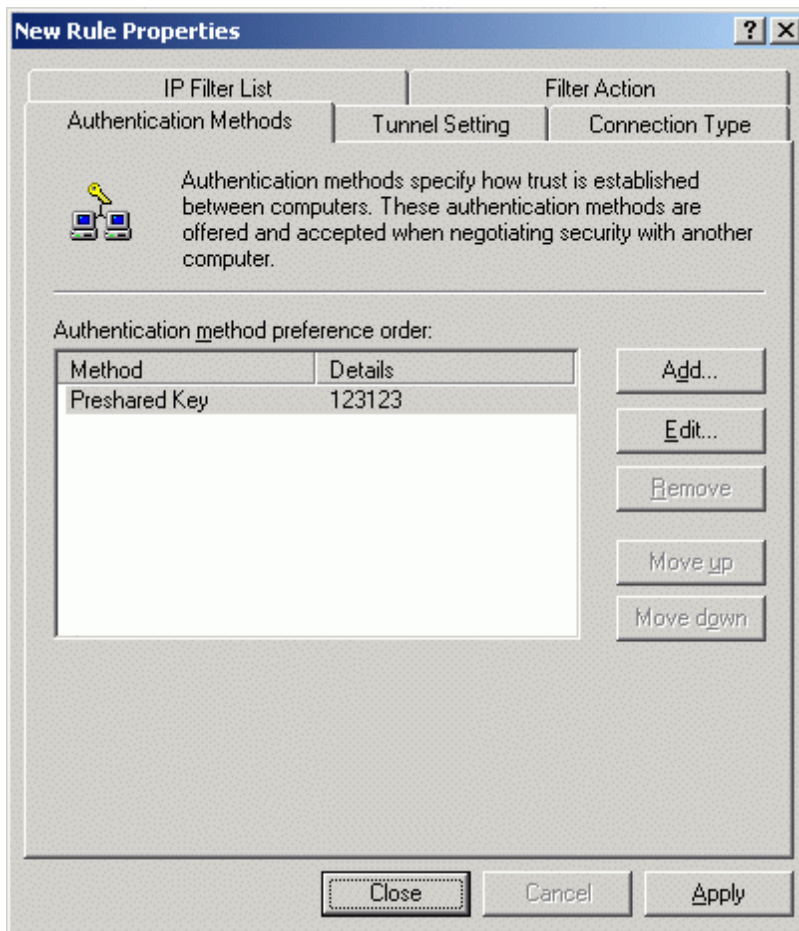 New Rule Properties
IP Filter List Filter Action
Authentication Methods Tunnel Setting Connection Type
Authentication methods specify how trust is established
between computers. These authentication methods are
offered and accepted when negotiating security with another
computer.
Authentication method preference order:
Method Details
Preshared Key 123123
Add...
Edit...
Remove
Move up
Move down
Close Cancel Apply